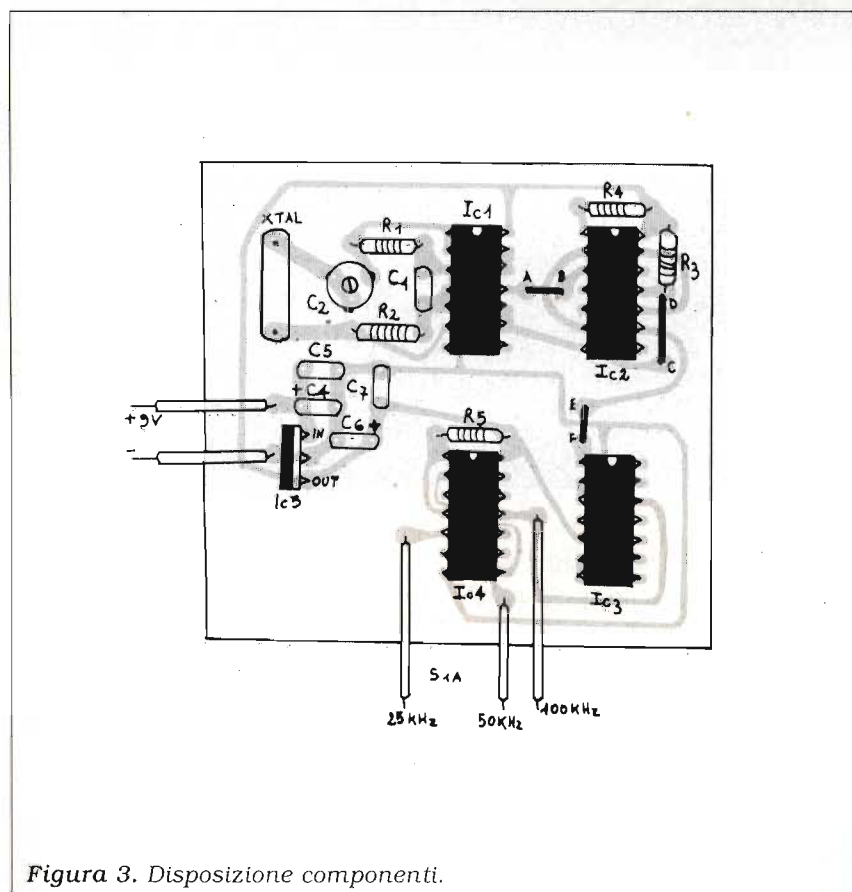 XTAL
R1
Ic1
R4
C2
C1
A B
R3
D
R2
C5
C
Ic2
+C4
C7
+9V
C6+
E
IN
R5
F
-
OUT
Ic5
Ic4
Ic3
S1A
25KHz
50KHz
100KHz
Figura 3. Disposizione componenti.